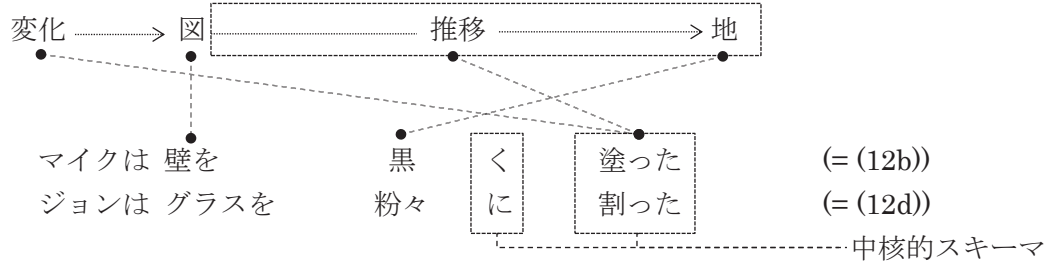 変化 図 推移 地
マイクは 壁を 黒 く 塗った (= (12b))
ジョンは グラスを 粉々 に 割った (= (12d))
中核的スキーマ